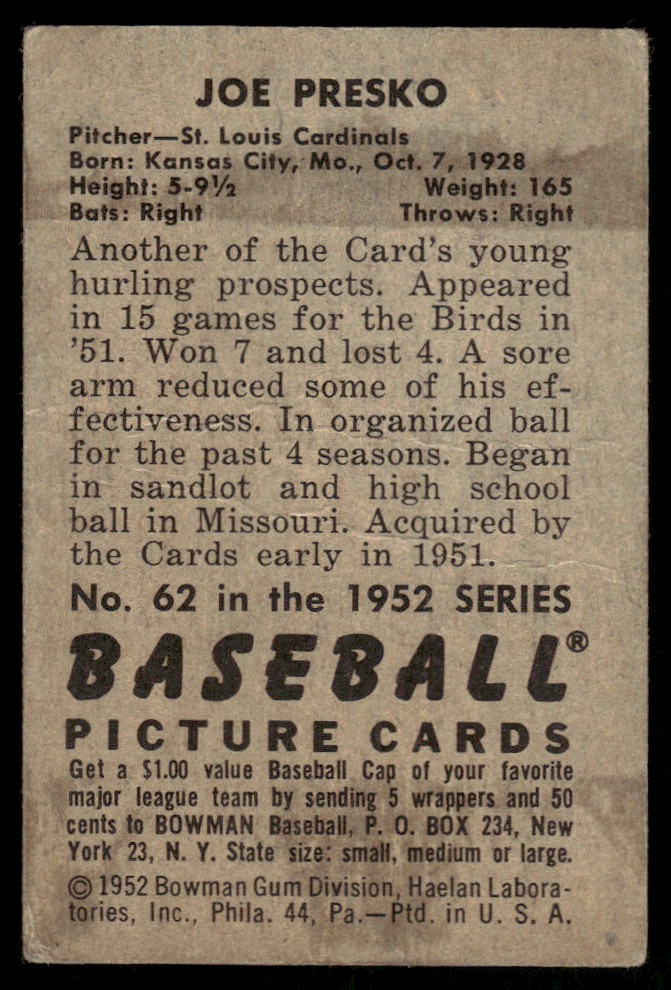 JOE PRESKO
Pitcher—St. Louis Cardinals
Born: Kansas City, Mo., Oct. 7, 1928
Height: 5-9½ Weight: 165
Bats: Right Throws: Right
Another of the Card's young
hurling prospects. Appeared
in 15 games for the Birds in
'51. Won 7 and lost 4. A sore
arm reduced some of his ef-
fectiveness. In organized ball
for the past 4 seasons. Began
in sandlot and high school
ball in Missouri. Acquired by
the Cards early in 1951.
No. 62 in the 1952 SERIES
BASEBALL®
PICTURE CARDS
Get a $1.00 value Baseball Cap of your favorite
major league team by sending 5 wrappers and 50
cents to BOWMAN Baseball, P. O. BOX 234, New
York 23, N. Y. State size: small, medium or large.
© 1952 Bowman Gum Division, Haelan Labora-
tories, Inc., Phila. 44, Pa.—Ptd. in U. S. A.